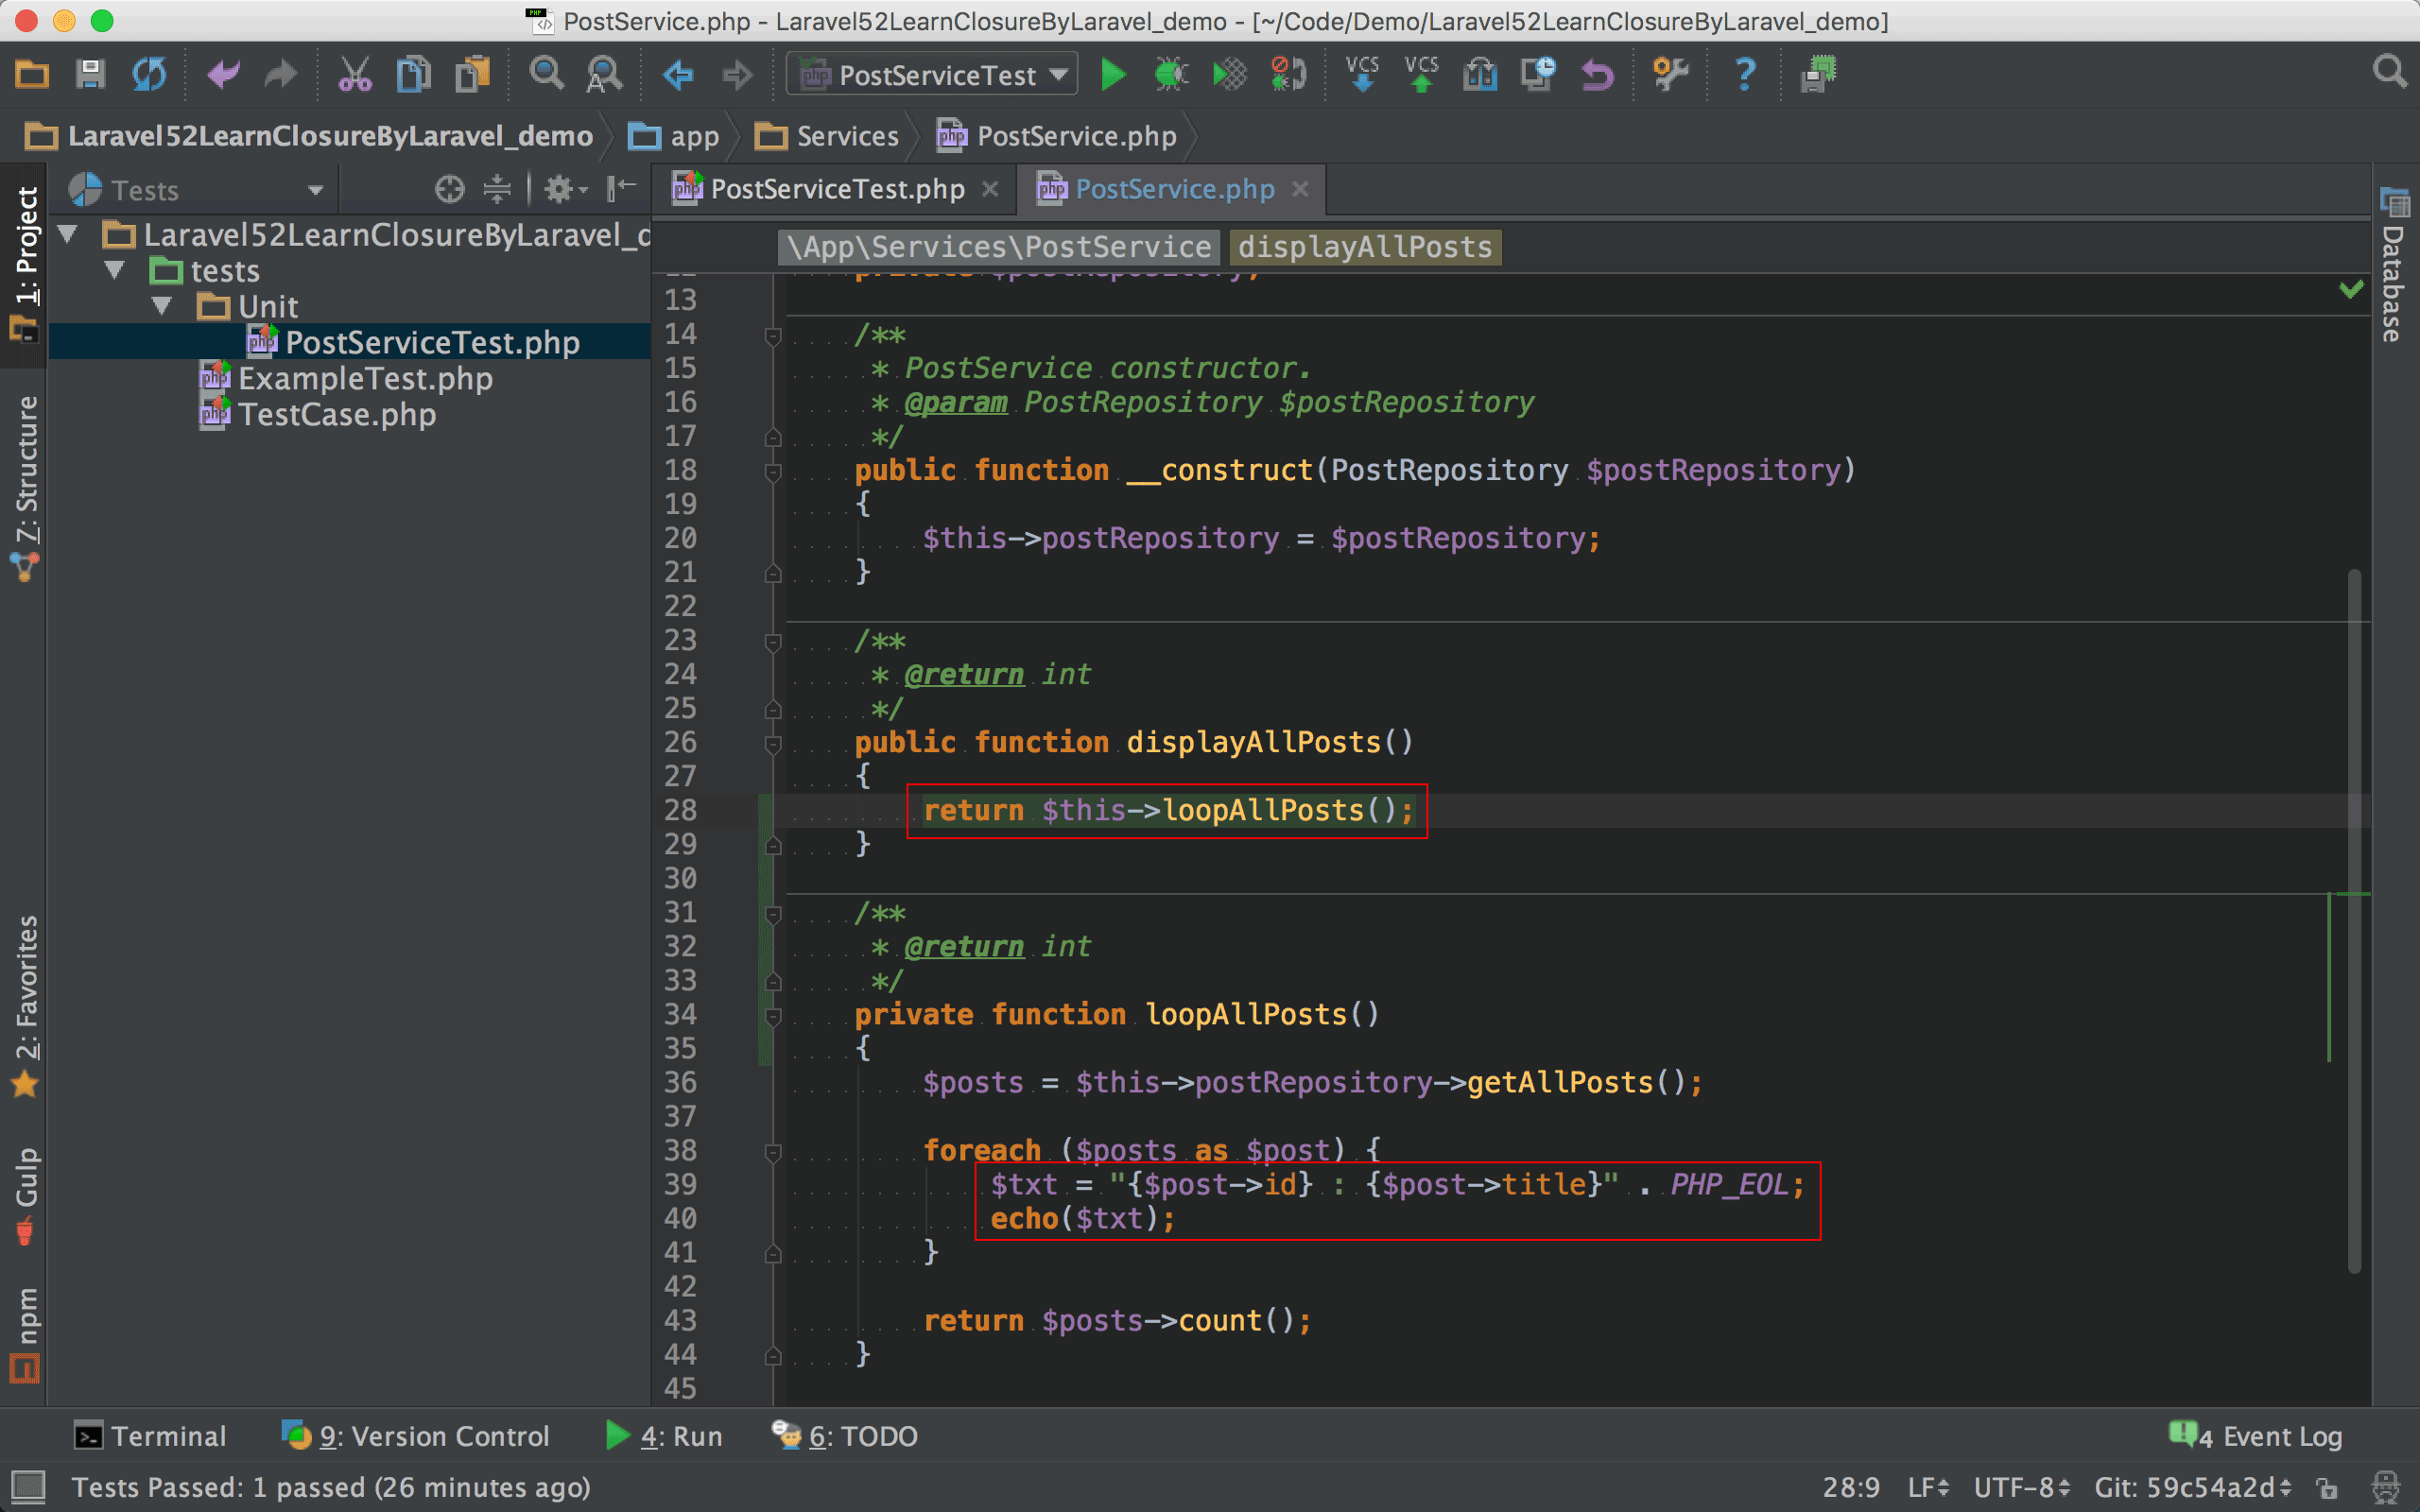 PostService.php - Laravel52LearnClosureByLaravel_demo - [~/Code/Demo/Laravel52LearnClosureByLaravel_demo]
PostServiceTest
VCS
VCS
Laravel52LearnClosureByLaravel_demo
app
Services
PostService.php
1: Project
7: Structure
2: Favorites
Gulp
npm
Tests
Laravel52LearnClosureByLaravel_d
tests
Unit
PostServiceTest.php
ExampleTest.php
TestCase.php
PostServiceTest.php
PostService.php
\App\Services\PostService
displayAllPosts
13
14 /**
15 * PostService constructor.
16 * @param PostRepository $postRepository
17 */
18 public function __construct(PostRepository $postRepository)
19 {
20 $this->postRepository = $postRepository;
21 }
22
23 /**
24 * @return int
25 */
26 public function displayAllPosts()
27 {
28 return $this->loopAllPosts();
29 }
30
31 /**
32 * @return int
33 */
34 private function loopAllPosts()
35 {
36 $posts = $this->postRepository->getAllPosts();
37
38 foreach ($posts as $post) {
39 $txt = "{$post->id} : {$post->title}" . PHP_EOL;
40 echo($txt);
41 }
42
43 return $posts->count();
44 }
45
Database
Terminal
9: Version Control
4: Run
6: TODO
4 Event Log
Tests Passed: 1 passed (26 minutes ago)
28:9
LF
UTF-8
Git: 59c54a2d